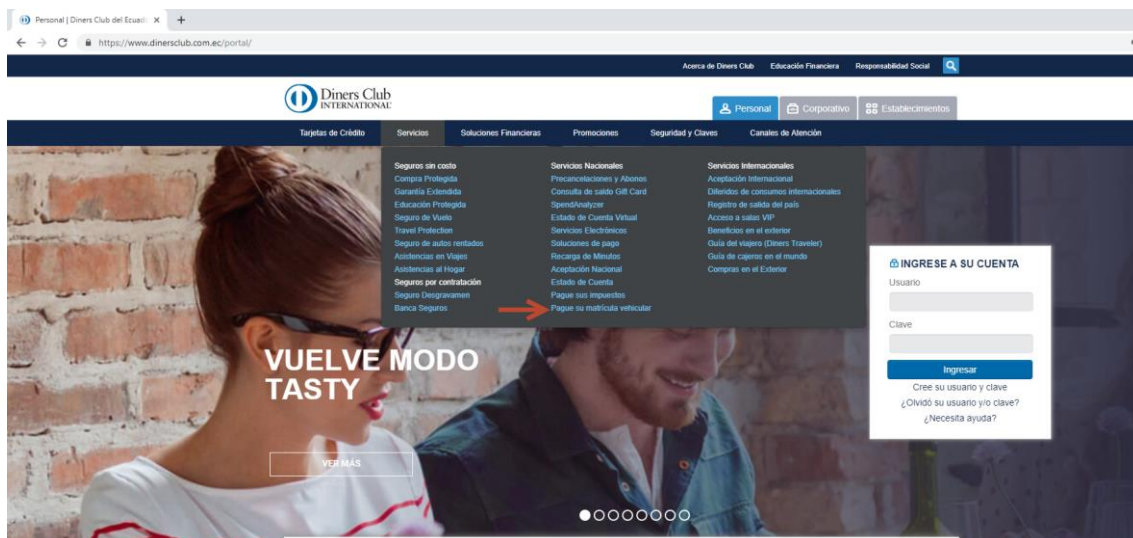 Personal | Diners Club del Ecuad
https://www.dinersclub.com.ec/portal/
Acerca de Diners Club Educación Financiera Responsabilidad Social
Diners Club
INTERNATIONAL
Personal Corporativo Establecimientos
Tarjetas de Crédito Servicios Soluciones Financieras Promociones Seguridad y Claves Canales de Atención
Seguros sin costo
Compra Protegida
Garantía Extendida
Educación Protegida
Seguro de Vuelo
Travel Protection
Seguro de autos rentados
Asistencias en Viajes
Asistencias al Hogar
Seguros por contratación
Seguro Desgravamen
Banca Seguros
Servicios Nacionales
Precancelaciones y Abonos
Consulta de saldo Gift Card
SpendAnalyzer
Estado de Cuenta Virtual
Servicios Electrónicos
Soluciones de pago
Recarga de Minutos
Aceptación Nacional
Estado de Cuenta
Pague sus impuestos
Pague su matrícula vehicular
Servicios Internacionales
Aceptación Internacional
Diferidos de consumos internacionales
Registro de salida del país
Acceso a salas VIP
Beneficios en el exterior
Guía del viajero (Diners Traveler)
Guía de cajeros en el mundo
Compras en el Exterior
VUELVE MODO
TASTY
VER MÁS
INGRESE A SU CUENTA
Usuario
Clave
Ingresar
Cree su usuario y clave
¿Olvidó su usuario y/o clave?
¿Necesita ayuda?